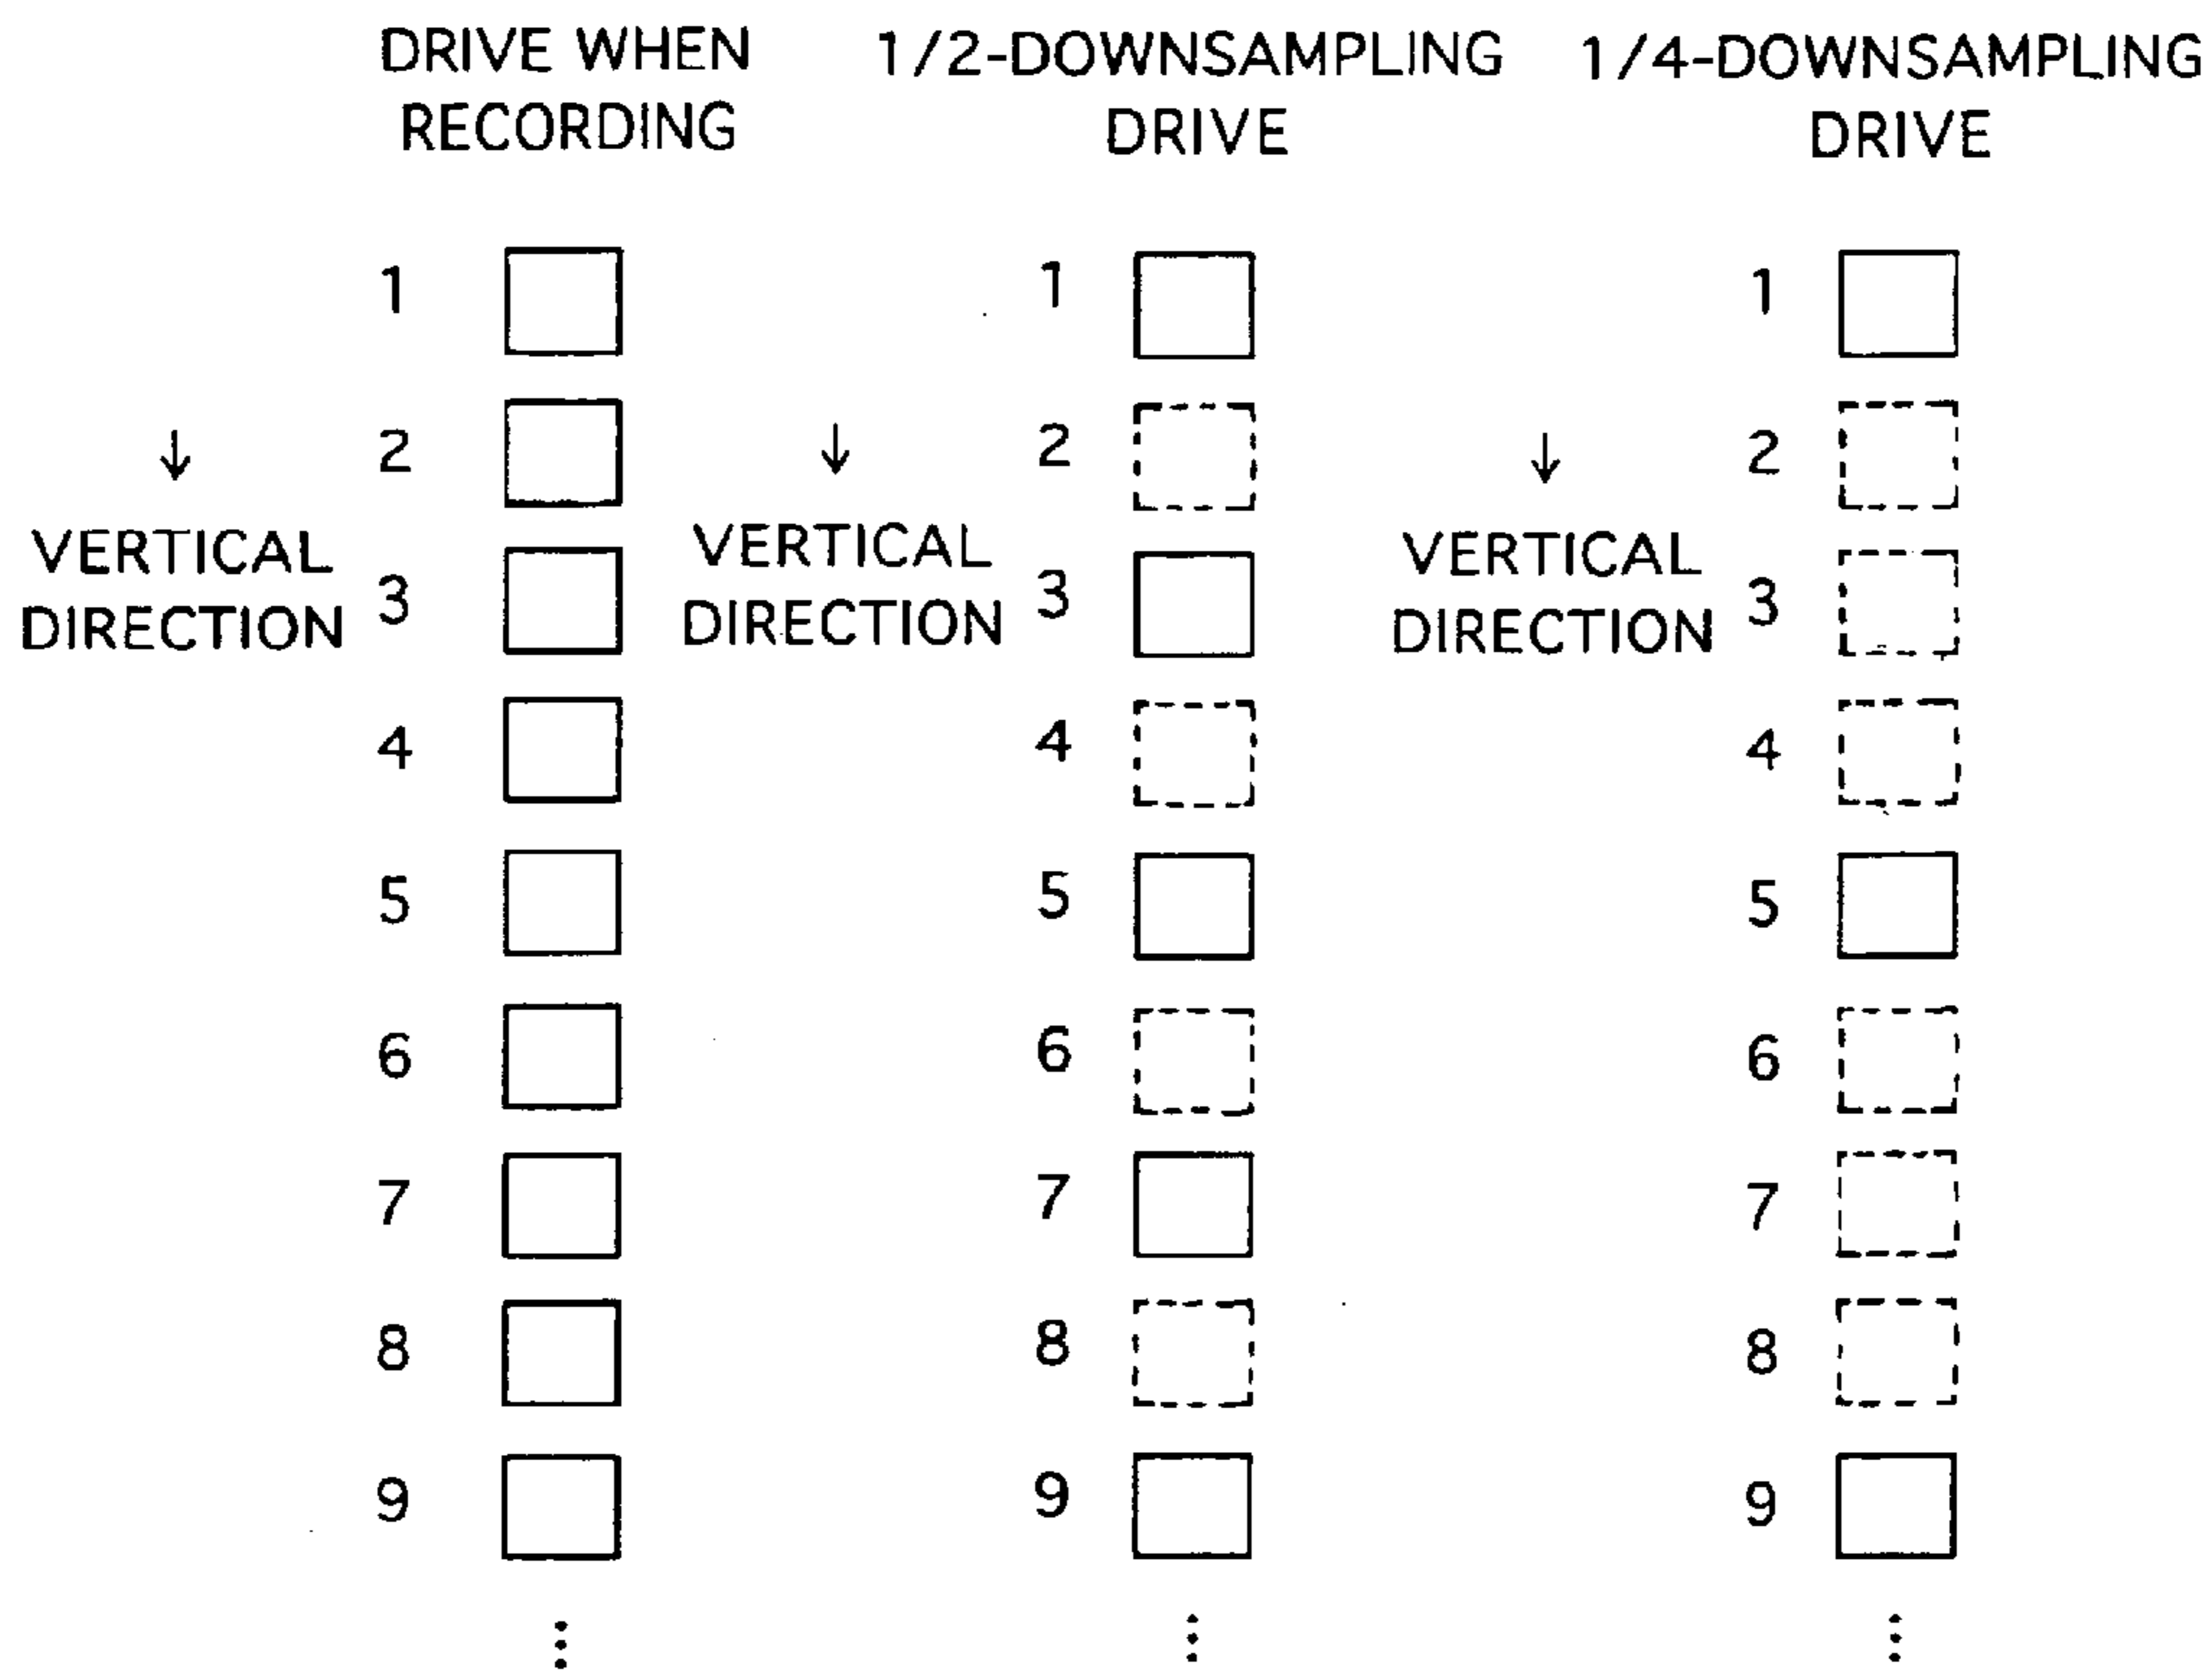 DRIVE WHEN
RECORDING
1
2
↓
VERTICAL
DIRECTION
3
4
5
6
7
8
9
⋮
1/2-DOWNSAMPLING
DRIVE
1
2
↓
VERTICAL
DIRECTION
3
4
5
6
7
8
9
⋮
1/4-DOWNSAMPLING
DRIVE
1
2
↓
VERTICAL
DIRECTION
3
4
5
6
7
8
9
⋮